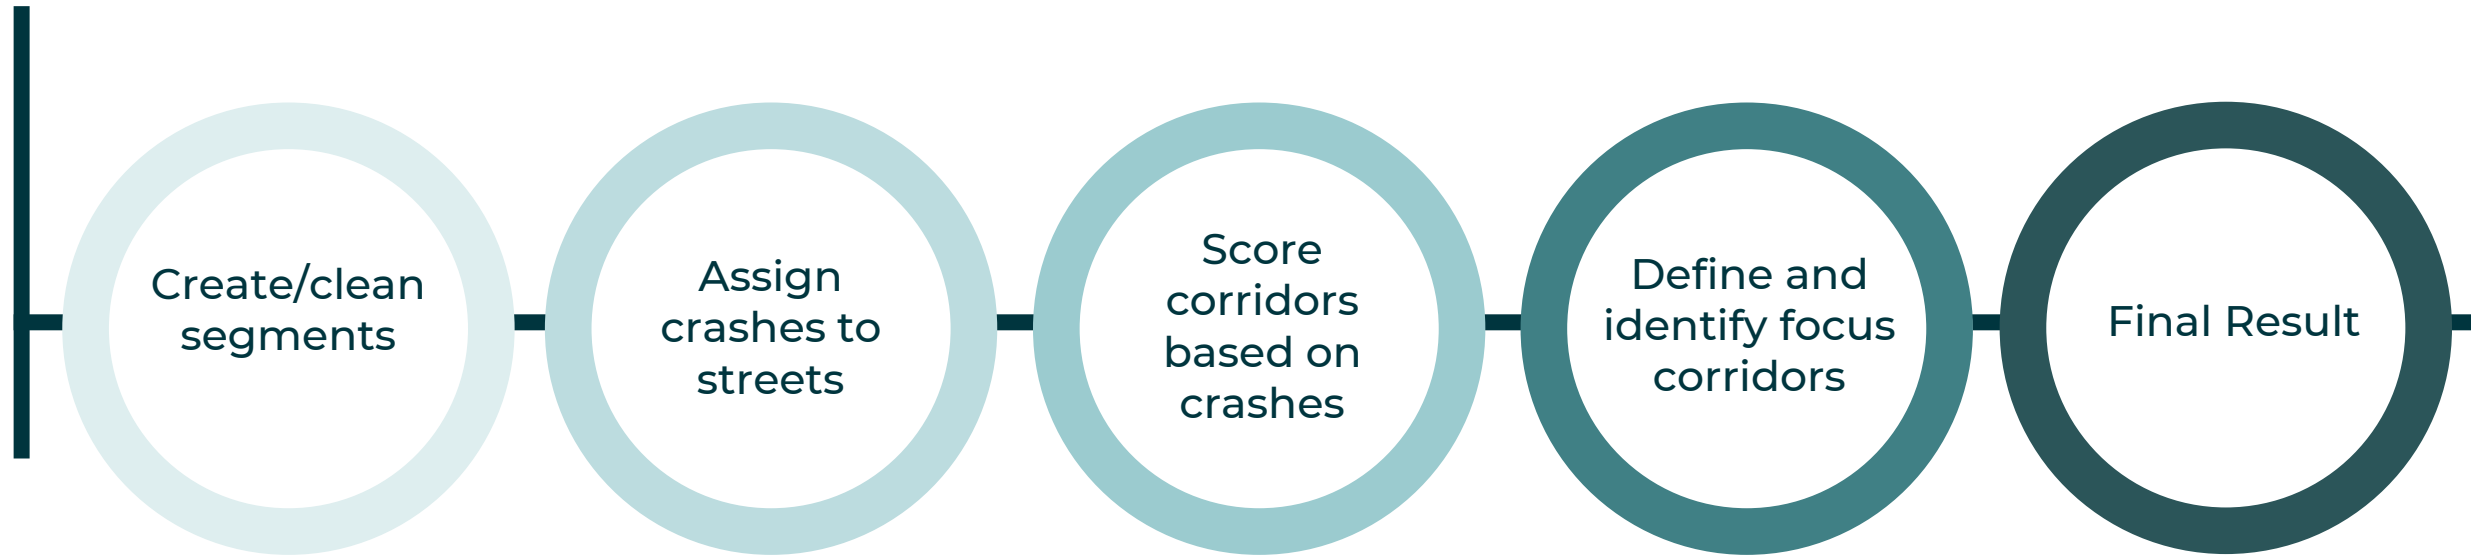 Create/clean
segments
Assign
crashes to
streets
Score
corridors
based on
crashes
Define and
identify focus
corridors
Final Result